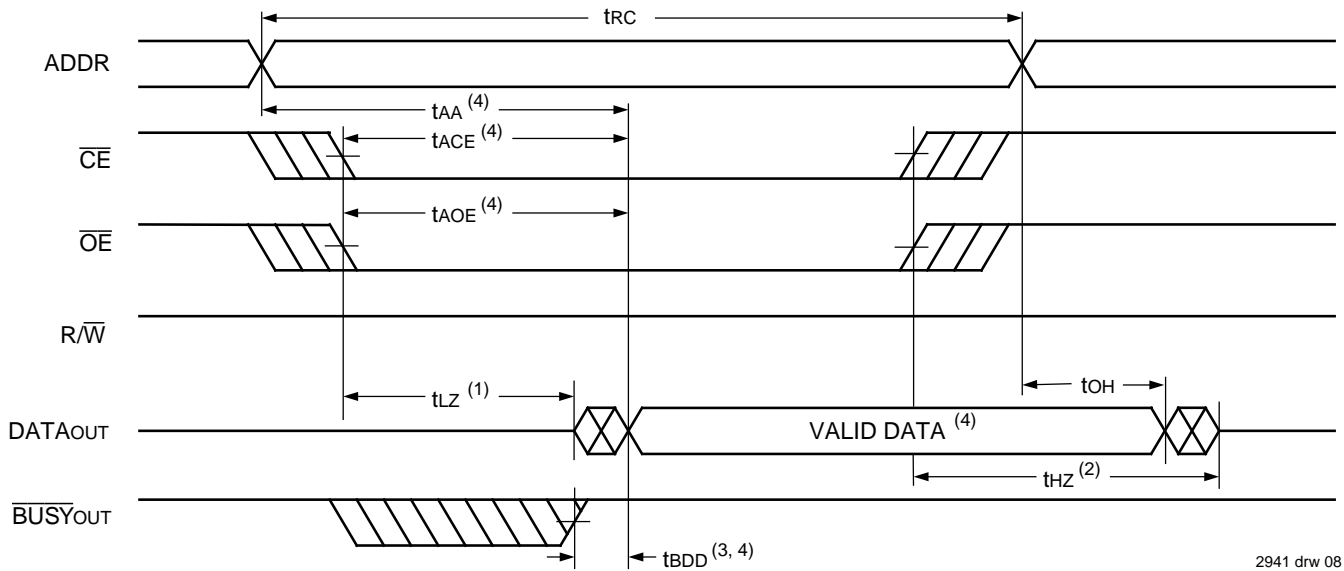 tRC
ADDR
tAA (4)
tACE (4)
CE
tAOE (4)
OE
R/W
tLZ (1)
tOH
DATAOUT
VALID DATA (4)
tHZ (2)
BUSYOUT
tBDD (3, 4)
2941 drw 08